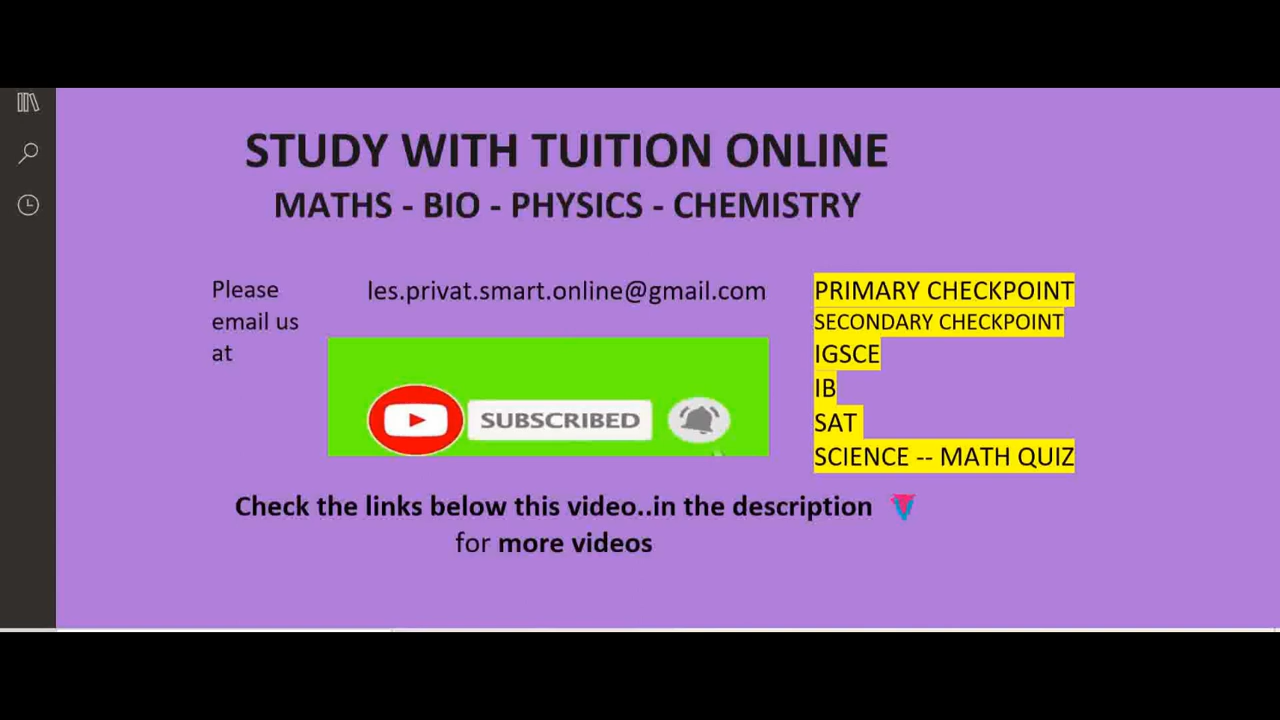 STUDY WITH TUITION ONLINE
MATHS - BIO - PHYSICS - CHEMISTRY
Please
email us
at
les.privat.smart.online@gmail.com
SUBSCRIBED
PRIMARY CHECKPOINT
SECONDARY CHECKPOINT
IGSCE
IB
SAT
SCIENCE -- MATH QUIZ
Check the links below this video..in the description
for more videos